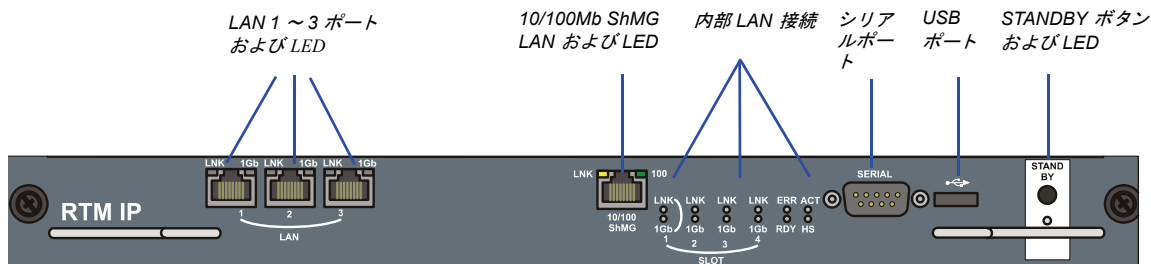 LAN 1 ～ 3 ポート
および LED
10/100Mb ShMG
LAN および LED
内部 LAN 接続
シリア
ルポー
ト
USB
ポート
STANDBY ボタン
および LED
LNK 1Gb LNK 1Gb LNK 1Gb
LNK 100
SERIAL
STAND
BY
RTM IP
1 2 3
LAN
10/100
ShMG
LNK LNK LNK LNK ERR ACT
1Gb 1Gb 1Gb 1Gb RDY HS
1 2 3 4
SLOT